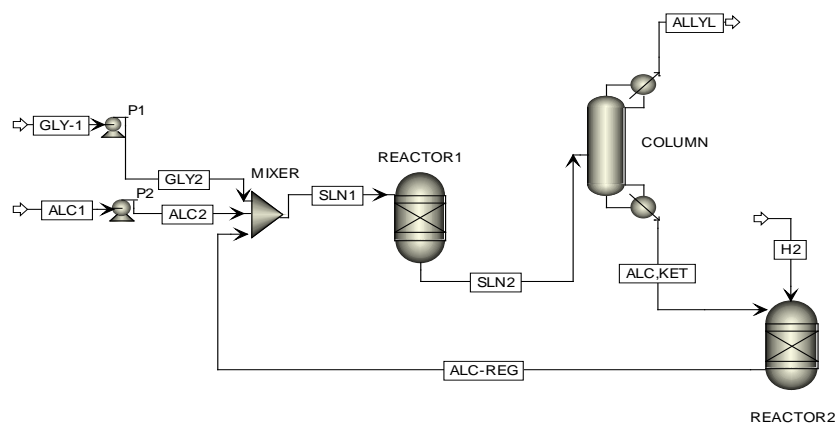 ALLYL
P1
GLY-1
COLUMN
REACTOR1
MIXER
GLY2
P2
SLN1
ALC1
ALC2
H2
ALC,KET
SLN2
ALC-REG
REACTOR2